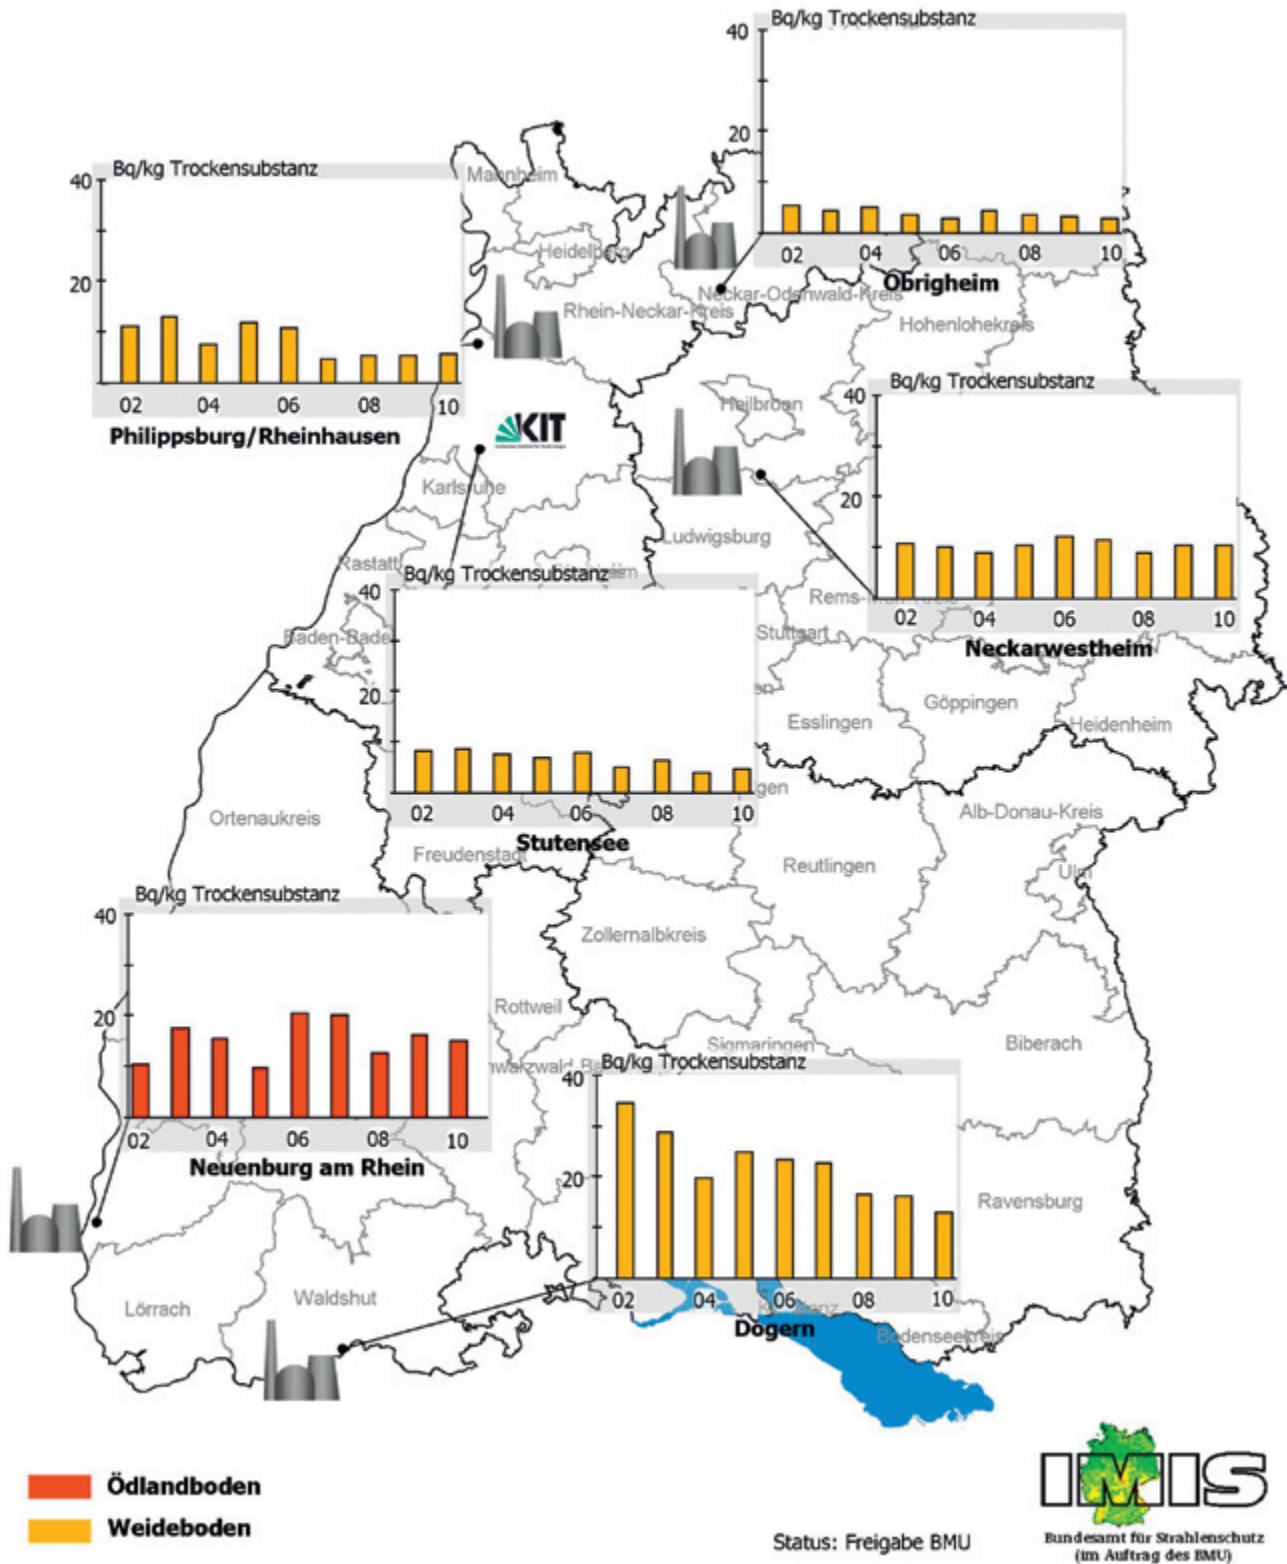 Bq/kg Trockensubstanz
40
20
02 04 06 08 10
Obrigheim
Bq/kg Trockensubstanz
40
20
02 04 06 08 10
Philippsburg/Rheinhausen
Mannheim
Heidelberg
Rhein-Neckar-Kreis
Neckar-Odenwald-Kreis
Hohenlohekreis
Heilbronn
KIT
Karlsruhe
Ludwigsburg
Rastatt
Baden-Bade
Stuttgart
Bq/kg Trockensubstanz
40
20
02 04 06 08 10
Neckarwestheim
Rems-Murr-Kreis
Bq/kg Trockensubstanz
40
20
02 04 06 08 10
Stutensee
Esslingen
Göppingen
Heidenheim
Ortenaukreis
Freudenstadt
Alb-Donau-Kreis
Reutlingen
Ulm
Zollernalbkreis
Rottweil
Sigmaringen
Biberach
Bq/kg Trockensubstanz
40
20
02 04 06 08 10
Neuenburg am Rhein
Bq/kg Trockensubstanz
40
20
02 04 06 08 10
Dogern
Ravensburg
Lörrach
Waldshut
Bodenseekreis
Ödlandboden
Weideboden
Status: Freigabe BMU
IMIS
Bundesamt für Strahlenschutz
(im Auftrag des BMU)